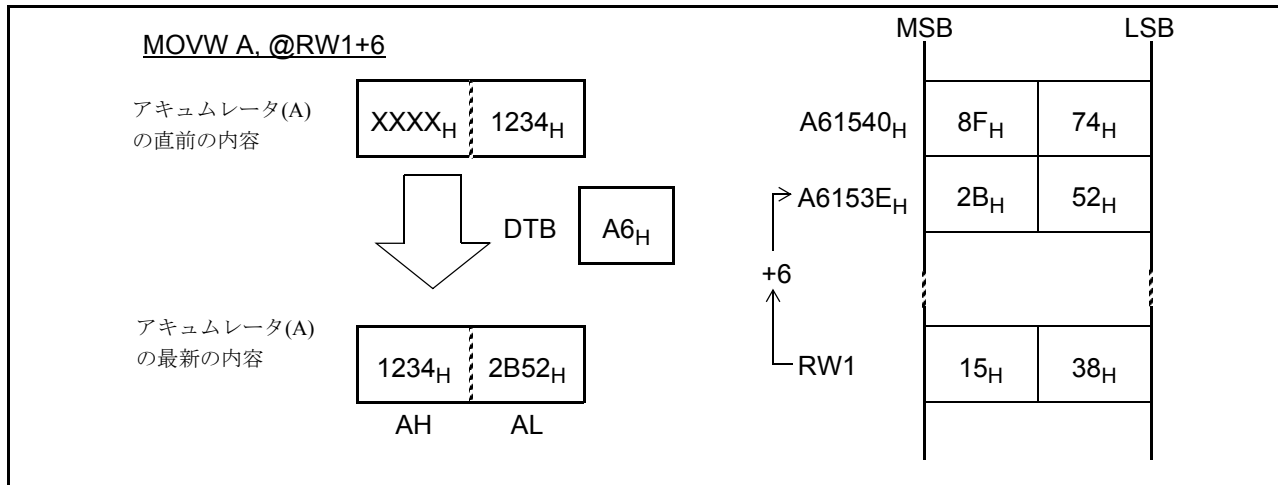 MOVW A, @RW1+6
アキュムレータ(A)
の直前の内容
XXXXH 1234H
DTB A6H
アキュムレータ(A)
の最新の内容
1234H 2B52H
AH AL
MSB LSB
A61540H 8FH 74H
A6153EH 2BH 52H
+6
RW1 15H 38H